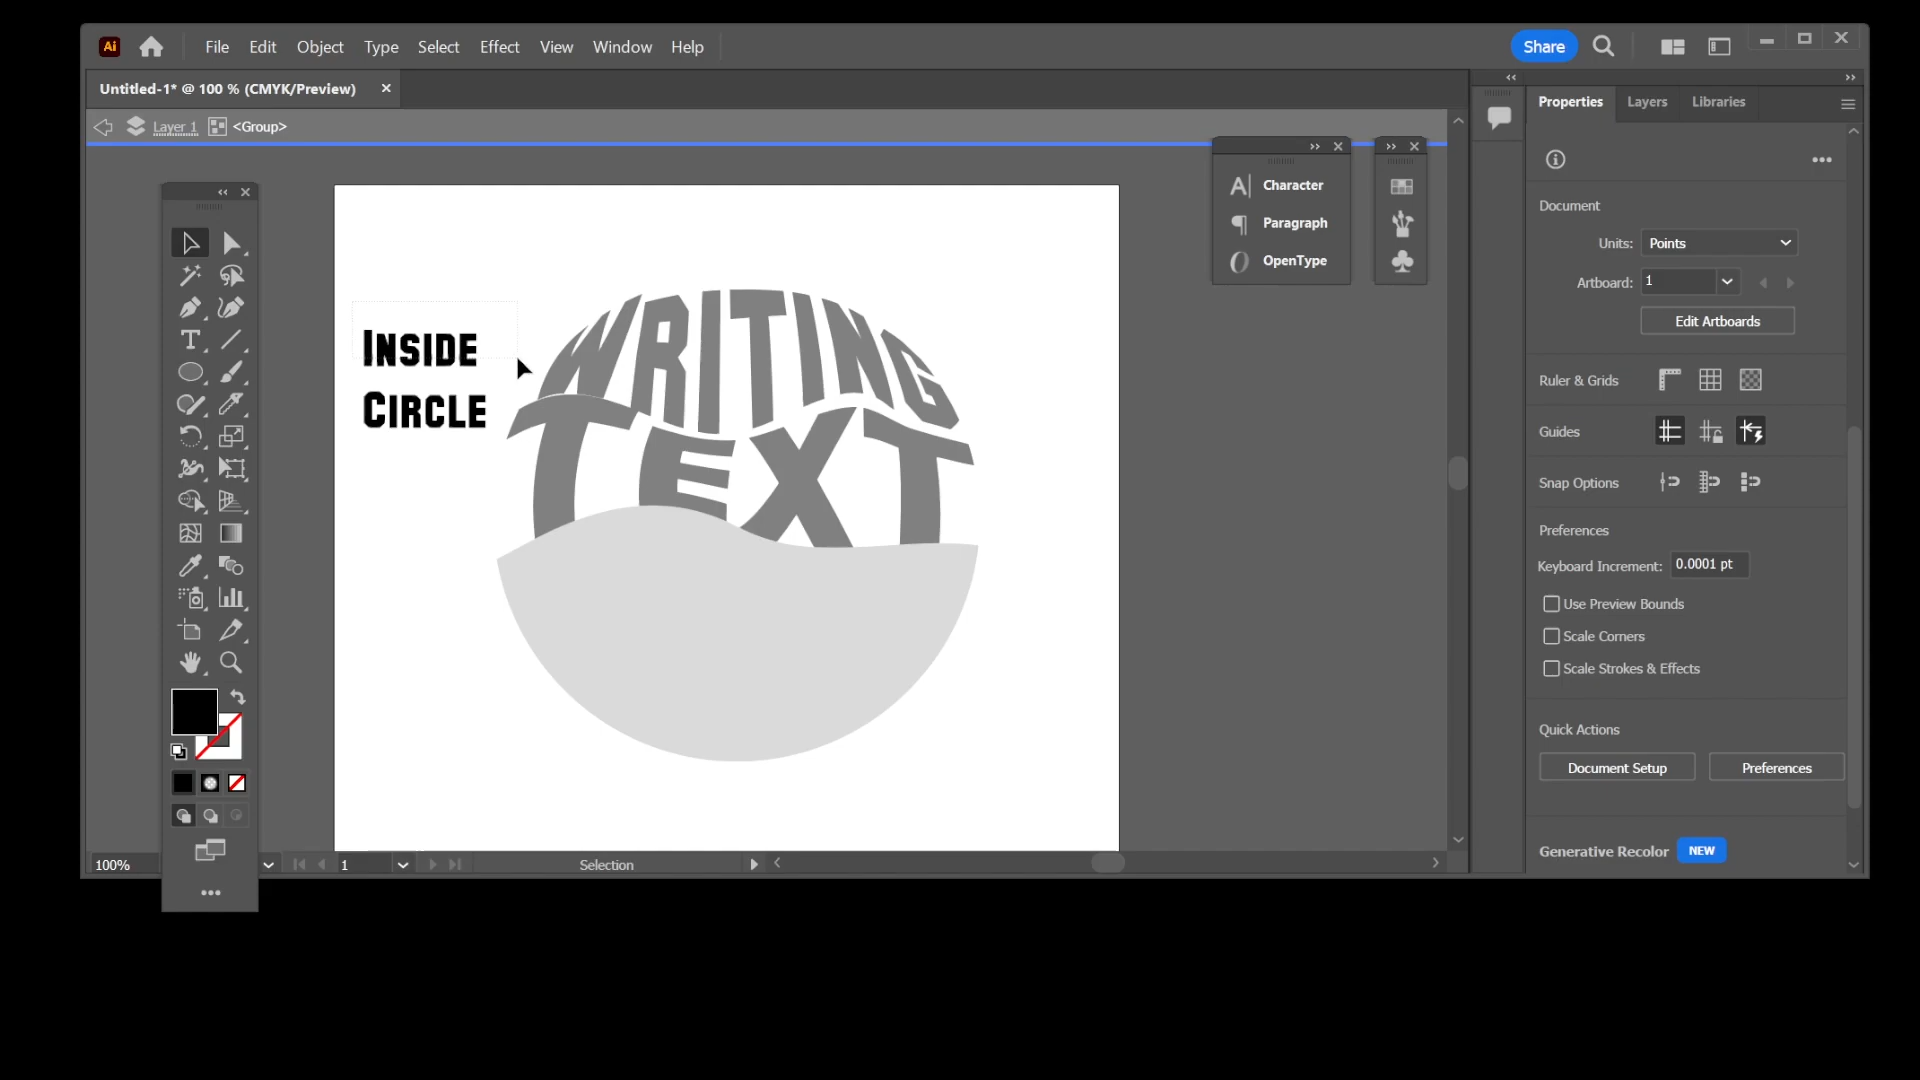 Ai File Edit Object Type Select Effect View Window Help Share
Untitled-1* @ 100 % (CMYK/Preview)
Layer 1 <Group>
Properties Layers Libraries
Character
Paragraph
OpenType
INSIDE
CIRCLE
WRITING
TEXT
Document
Units: Points
Artboard: 1
Edit Artboards
Ruler & Grids
Guides
Snap Options
Preferences
Keyboard Increment: 0.0001 pt
Use Preview Bounds
Scale Corners
Scale Strokes & Effects
Quick Actions
Document Setup Preferences
Generative Recolor NEW
100% 1 Selection